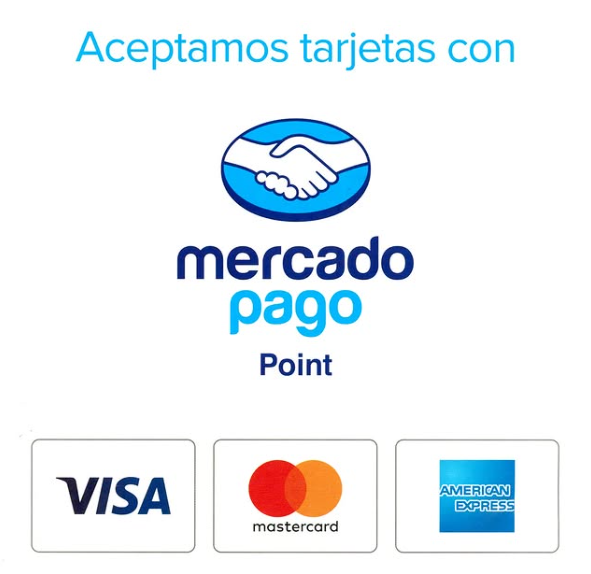 Aceptamos tarjetas con
mercado
pago
Point
VISA
mastercard
AMERICAN
EXPRESS